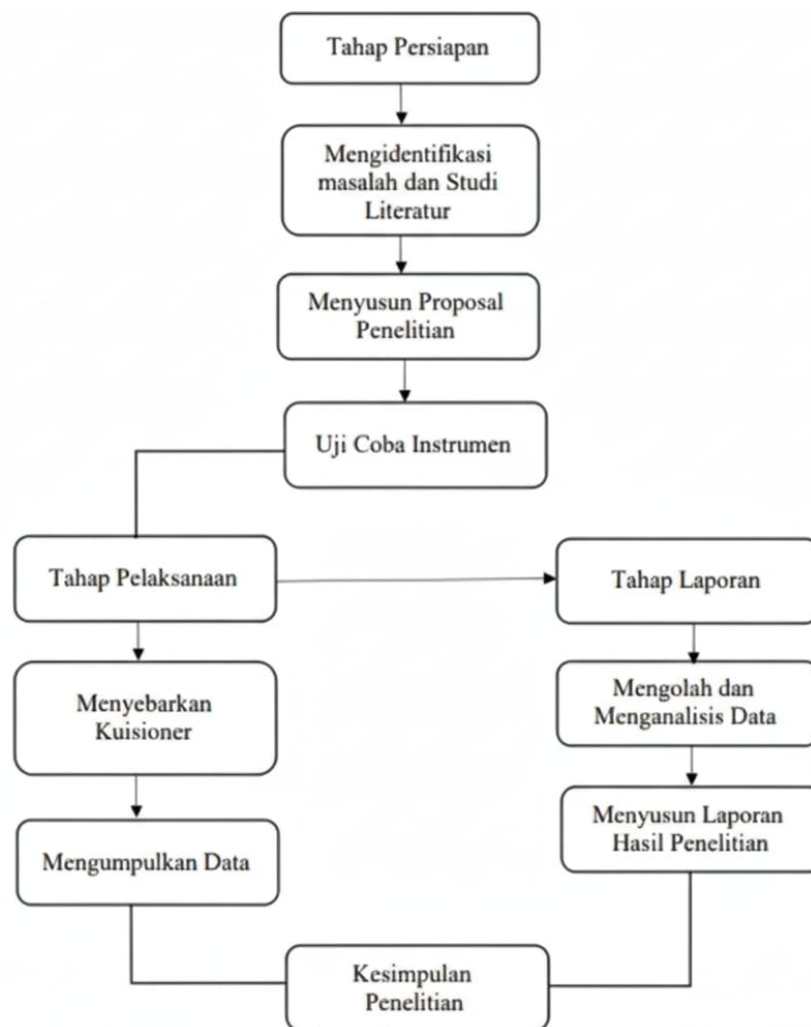 Tahap Persiapan
Mengidentifikasi
masalah dan Studi
Literatur
Menyusun Proposal
Penelitian
Uji Coba Instrumen
Tahap Pelaksanaan
Menyebarkan
Kuisioner
Mengumpulkan Data
Tahap Laporan
Mengolah dan
Menganalisis Data
Menyusun Laporan
Hasil Penelitian
Kesimpulan
Penelitian